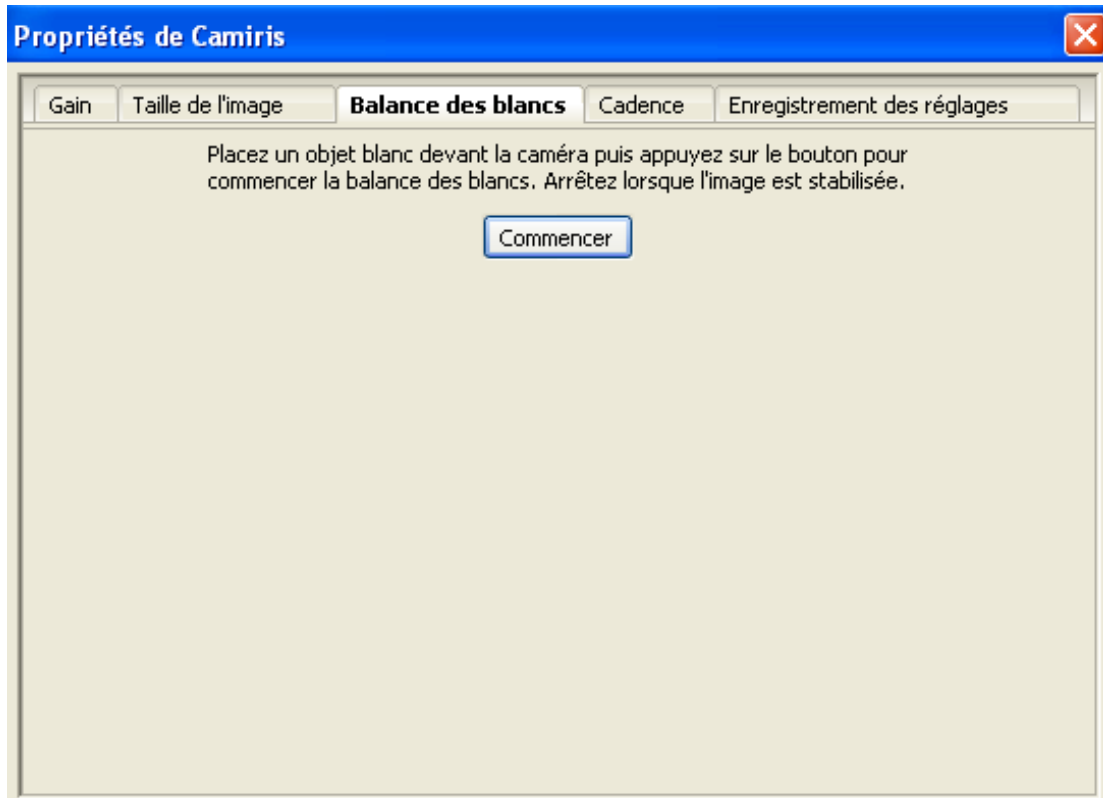 Propriétés de Camiris
Gain Taille de l'image Balance des blancs Cadence Enregistrement des réglages
Placez un objet blanc devant la caméra puis appuyez sur le bouton pour
commencer la balance des blancs. Arrêtez lorsque l'image est stabilisée.
Commencer